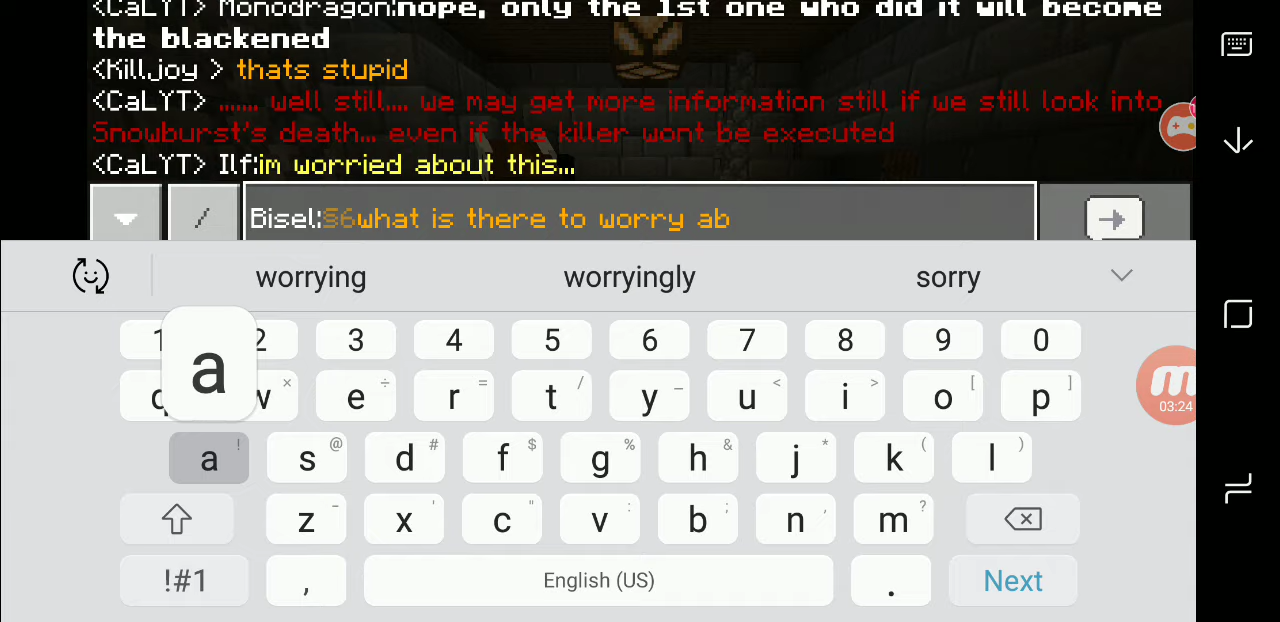 <CaLYT> Monodragon:nope, only the 1st one who did it will become
the blackened
<Killjoy > thats stupid
<CaLYT> ....... well still.... we may get more information still if we still look into
Snowburst's death... even if the killer wont be executed
<CaLYT> Ilf:im worried about this...
/ Bisel:§6what is there to worry ab
worrying worryingly sorry
1 2 3 4 5 6 7 8 9 0
a
q w × e ÷ r = t / y _ u < i > o [ p ]
03:24
a ! s @ d # f $ g % h & j * k ( l )
z - x ' c " v : b ; n , m ?
!#1 , English (US) . Next